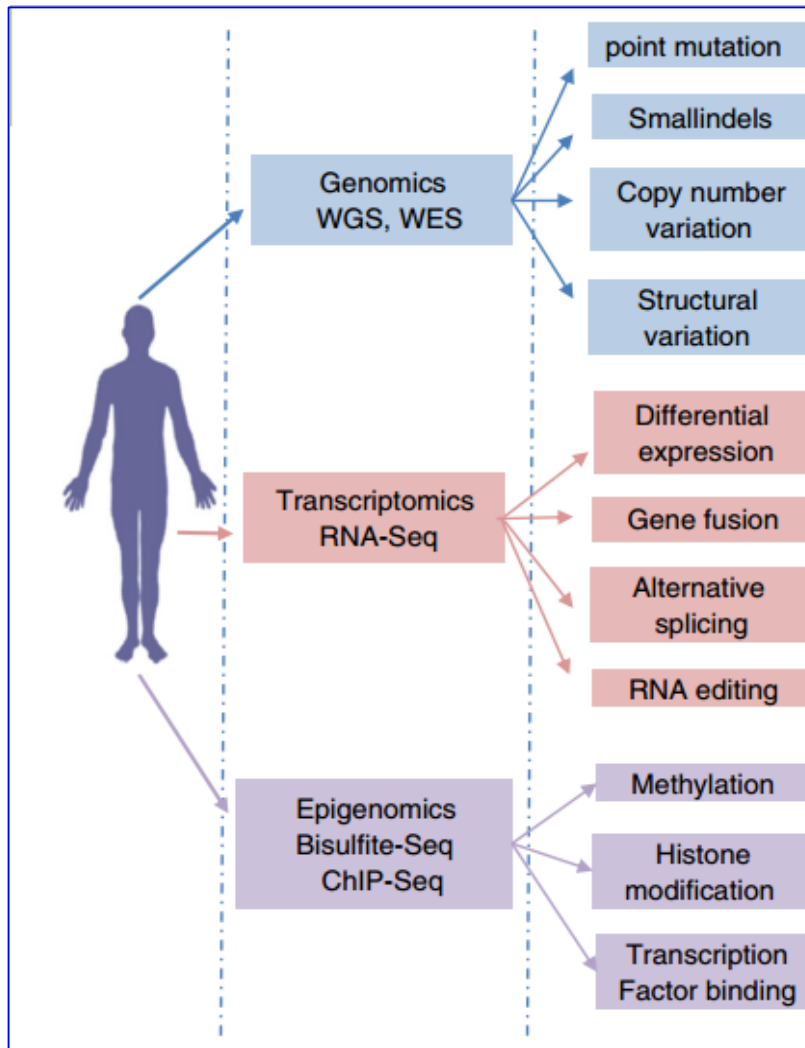 point mutation
Smallindels
Genomics
WGS, WES
Copy number
variation
Structural
variation
Differential
expression
Transcriptomics
RNA-Seq
Gene fusion
Alternative
splicing
RNA editing
Epigenomics
Bisulfite-Seq
ChIP-Seq
Methylation
Histone
modification
Transcription
Factor binding